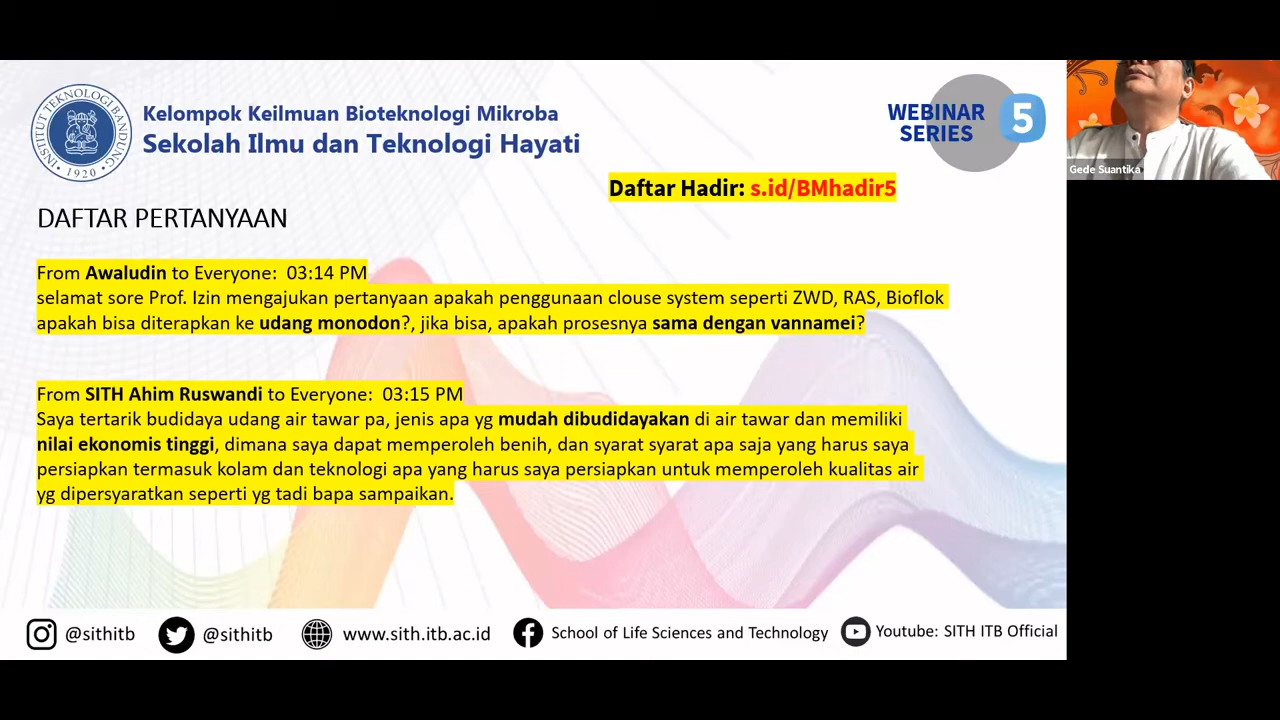 INSTITUT TEKNOLOGI BANDUNG
• 1920 •
Kelompok Keilmuan Bioteknologi Mikroba
Sekolah Ilmu dan Teknologi Hayati
WEBINAR
SERIES
5
Gede Suantika
Daftar Hadir: s.id/BMhadir5
DAFTAR PERTANYAAN
From Awaludin to Everyone: 03:14 PM
selamat sore Prof. Izin mengajukan pertanyaan apakah penggunaan clouse system seperti ZWD, RAS, Bioflok
apakah bisa diterapkan ke udang monodon?, jika bisa, apakah prosesnya sama dengan vannamei?
From SITH Ahim Ruswandi to Everyone: 03:15 PM
Saya tertarik budidaya udang air tawar pa, jenis apa yg mudah dibudidayakan di air tawar dan memiliki
nilai ekonomis tinggi, dimana saya dapat memperoleh benih, dan syarat syarat apa saja yang harus saya
persiapkan termasuk kolam dan teknologi apa yang harus saya persiapkan untuk memperoleh kualitas air
yg dipersyaratkan seperti yg tadi bapa sampaikan.
@sithitb
@sithitb
www.sith.itb.ac.id
School of Life Sciences and Technology
Youtube: SITH ITB Official